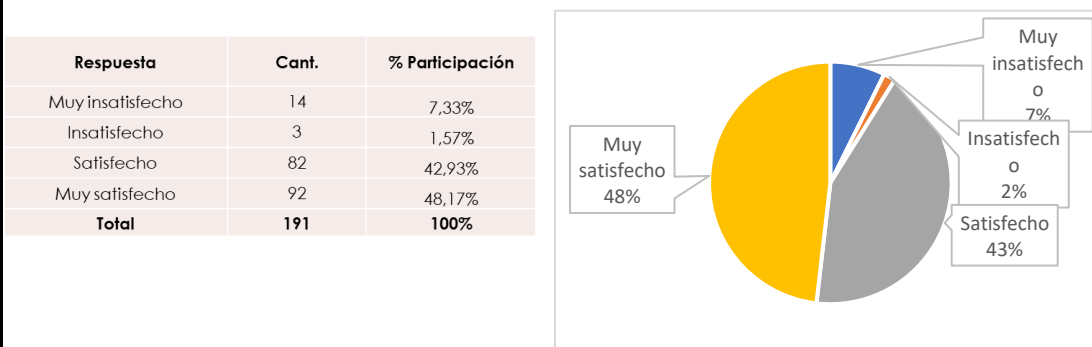 Respuesta Cant. % Participación
Muy insatisfecho 14 7,33%
Insatisfecho 3 1,57%
Satisfecho 82 42,93%
Muy satisfecho 92 48,17%
Total 191 100%
Muy
insatisfech
o
7%
Insatisfech
o
2%
Satisfecho
43%
Muy
satisfecho
48%